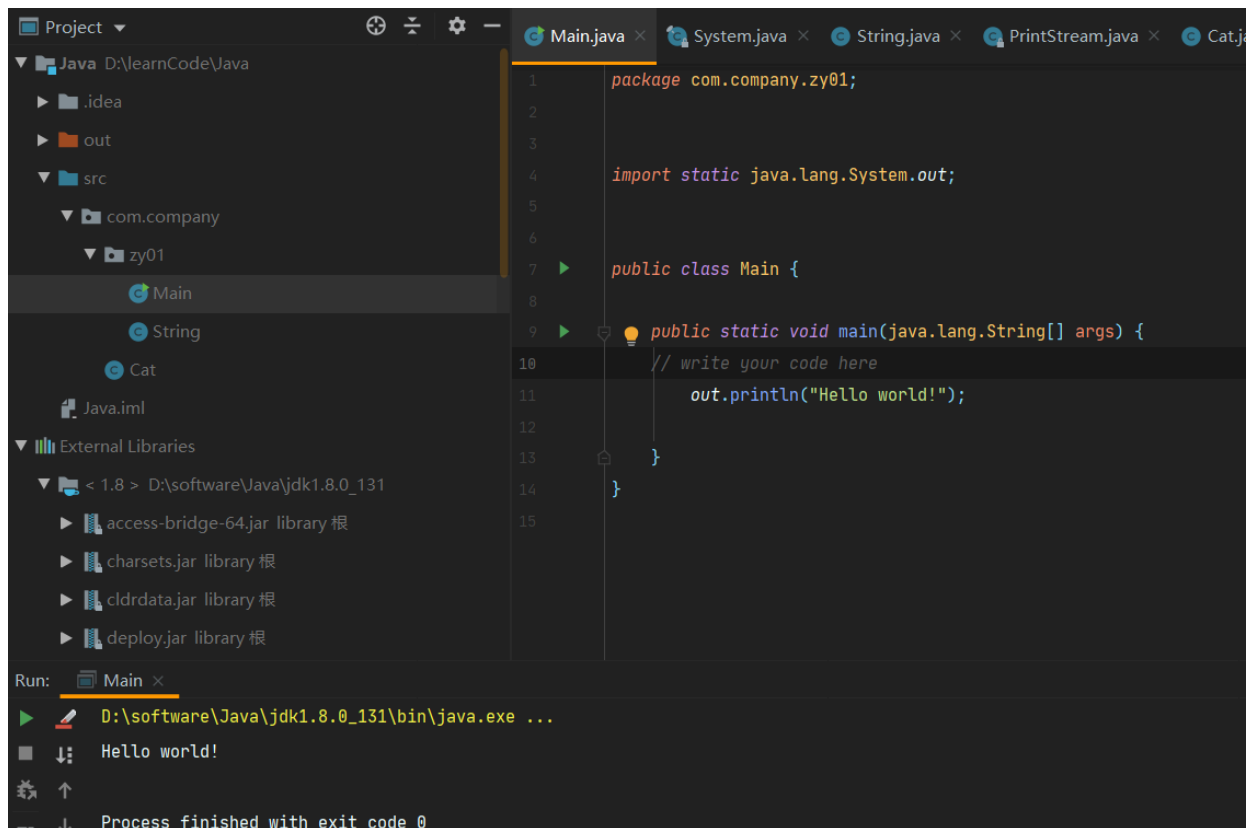 Project
Java D:\learnCode\Java
.idea
out
src
com.company
zy01
Main
String
Cat
Java.iml
External Libraries
< 1.8 > D:\software\Java\jdk1.8.0_131
access-bridge-64.jar library 根
charsets.jar library 根
cldrdata.jar library 根
deploy.jar library 根
Main.java × System.java × String.java × PrintStream.java × Cat.ja
1 package com.company.zy01;
2
3
4 import static java.lang.System.out;
5
6
7 public class Main {
8
9 public static void main(java.lang.String[] args) {
10 // write your code here
11 out.println("Hello world!");
12
13 }
14 }
15
Run: Main ×
D:\software\Java\jdk1.8.0_131\bin\java.exe ...
Hello world!
Process finished with exit code 0